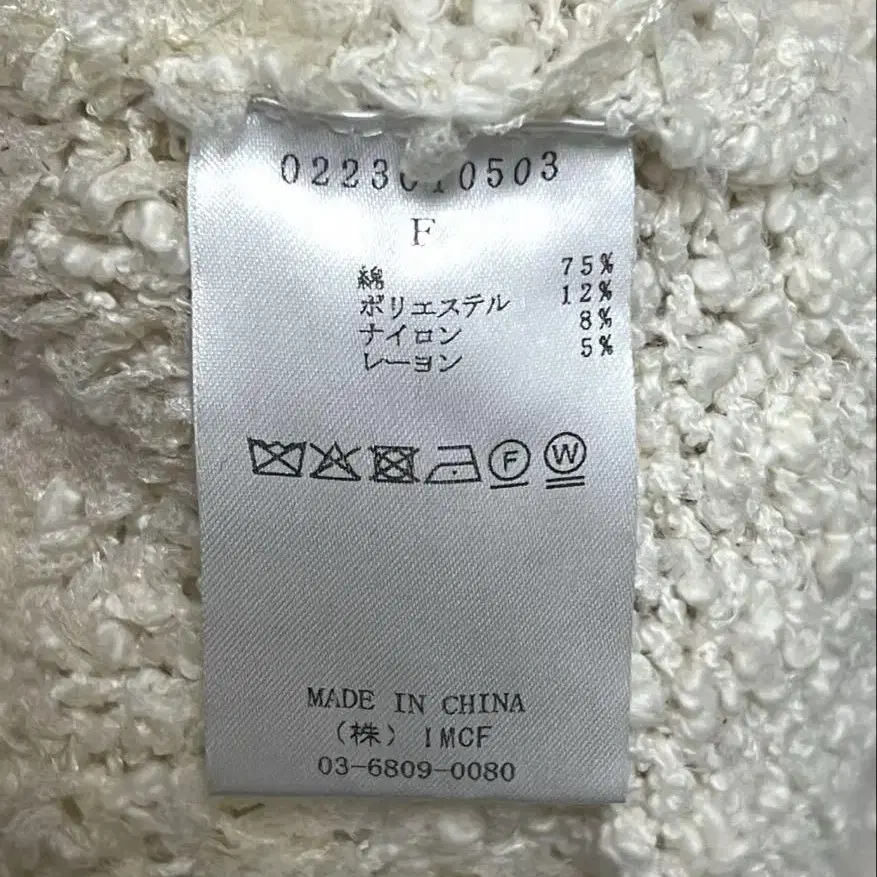 F
綿 75%
ポリエステル 12%
ナイロン 8%
レーヨン 5%
F W
MADE IN CHINA
(株) IMCF
03-6809-0080